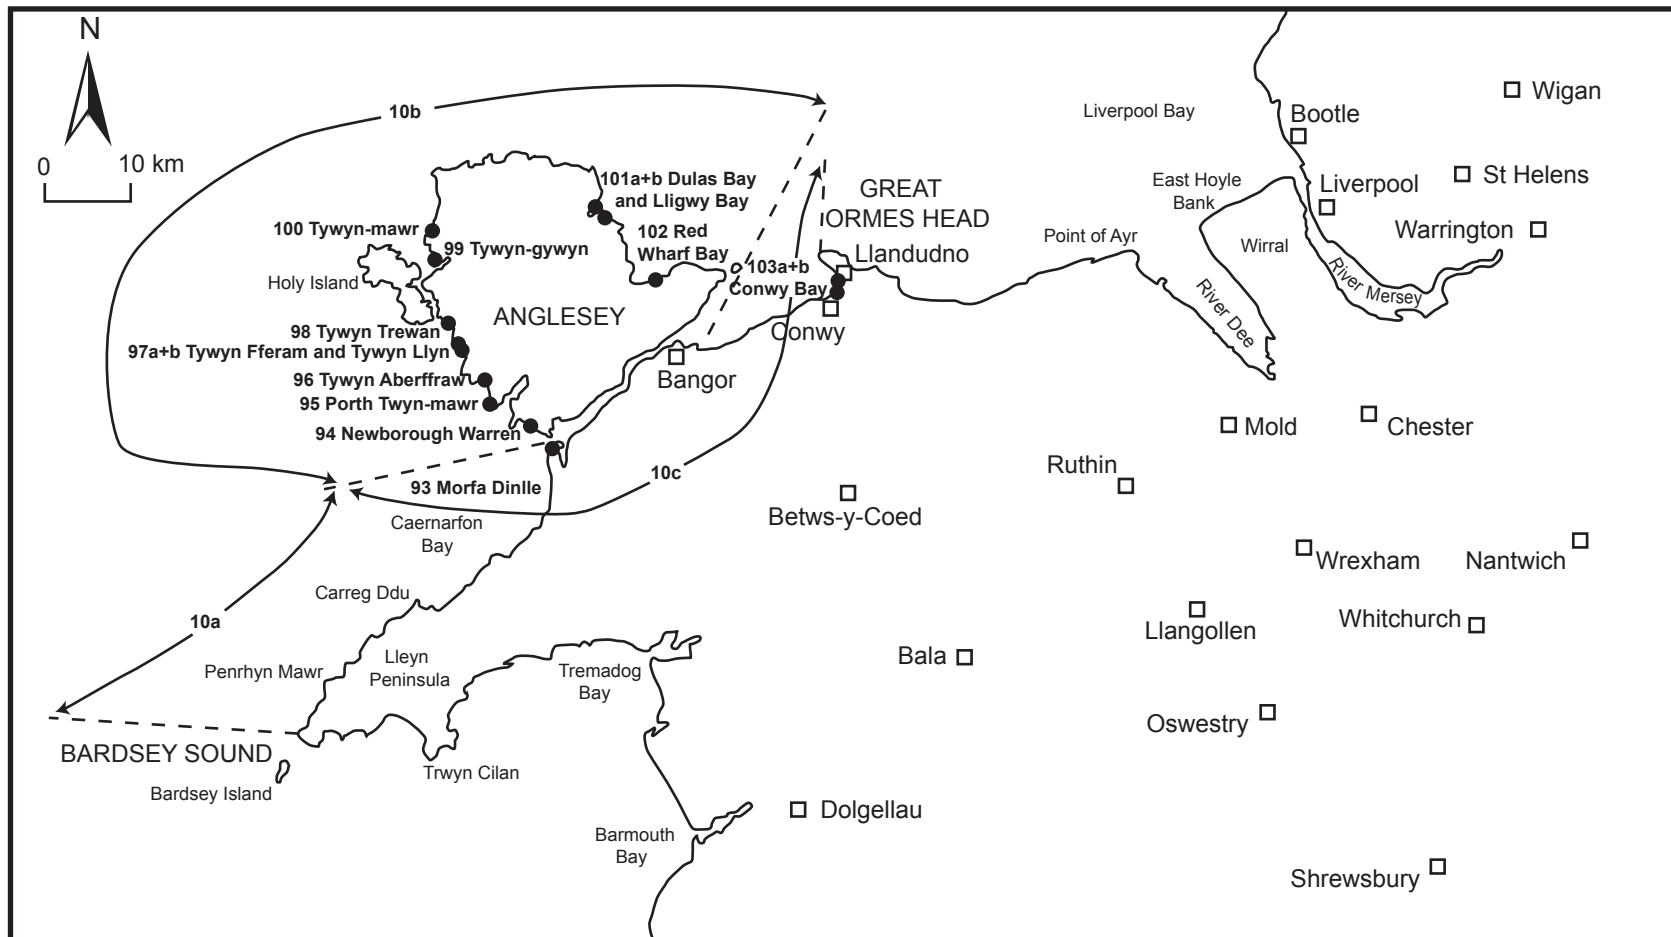 N
0 10 km
10b
Liverpool Bay
Wigan
Bootle
101a+b Dulas Bay
and Lligwy Bay
GREAT
ORMES HEAD
East Hoyle
Bank
Liverpool
St Helens
100 Tywyn-mawr
99 Tywyn-gywyn
102 Red
Wharf Bay
Llandudno
Point of Ayr
Wirral
Warrington
Holy Island
103a+b
Conwy Bay
River Dee
River Mersey
ANGLESEY
98 Tywyn Trewan
Conwy
97a+b Tywyn Fferam and Tywyn Llyn
96 Tywyn Aberffraw
Bangor
95 Porth Twyn-mawr
94 Newborough Warren
Mold
Chester
10c
Ruthin
93 Morfa Dinlle
Caernarfon
Bay
Betws-y-Coed
Wrexham
Nantwich
Carreg Ddu
10a
Llangollen
Whitchurch
Penrhyn Mawr
Lleyn
Peninsula
Tremadog
Bay
Bala
Oswestry
BARDSEY SOUND
Trwyn Cilan
Bardsey Island
Dolgellau
Barmouth
Bay
Shrewsbury